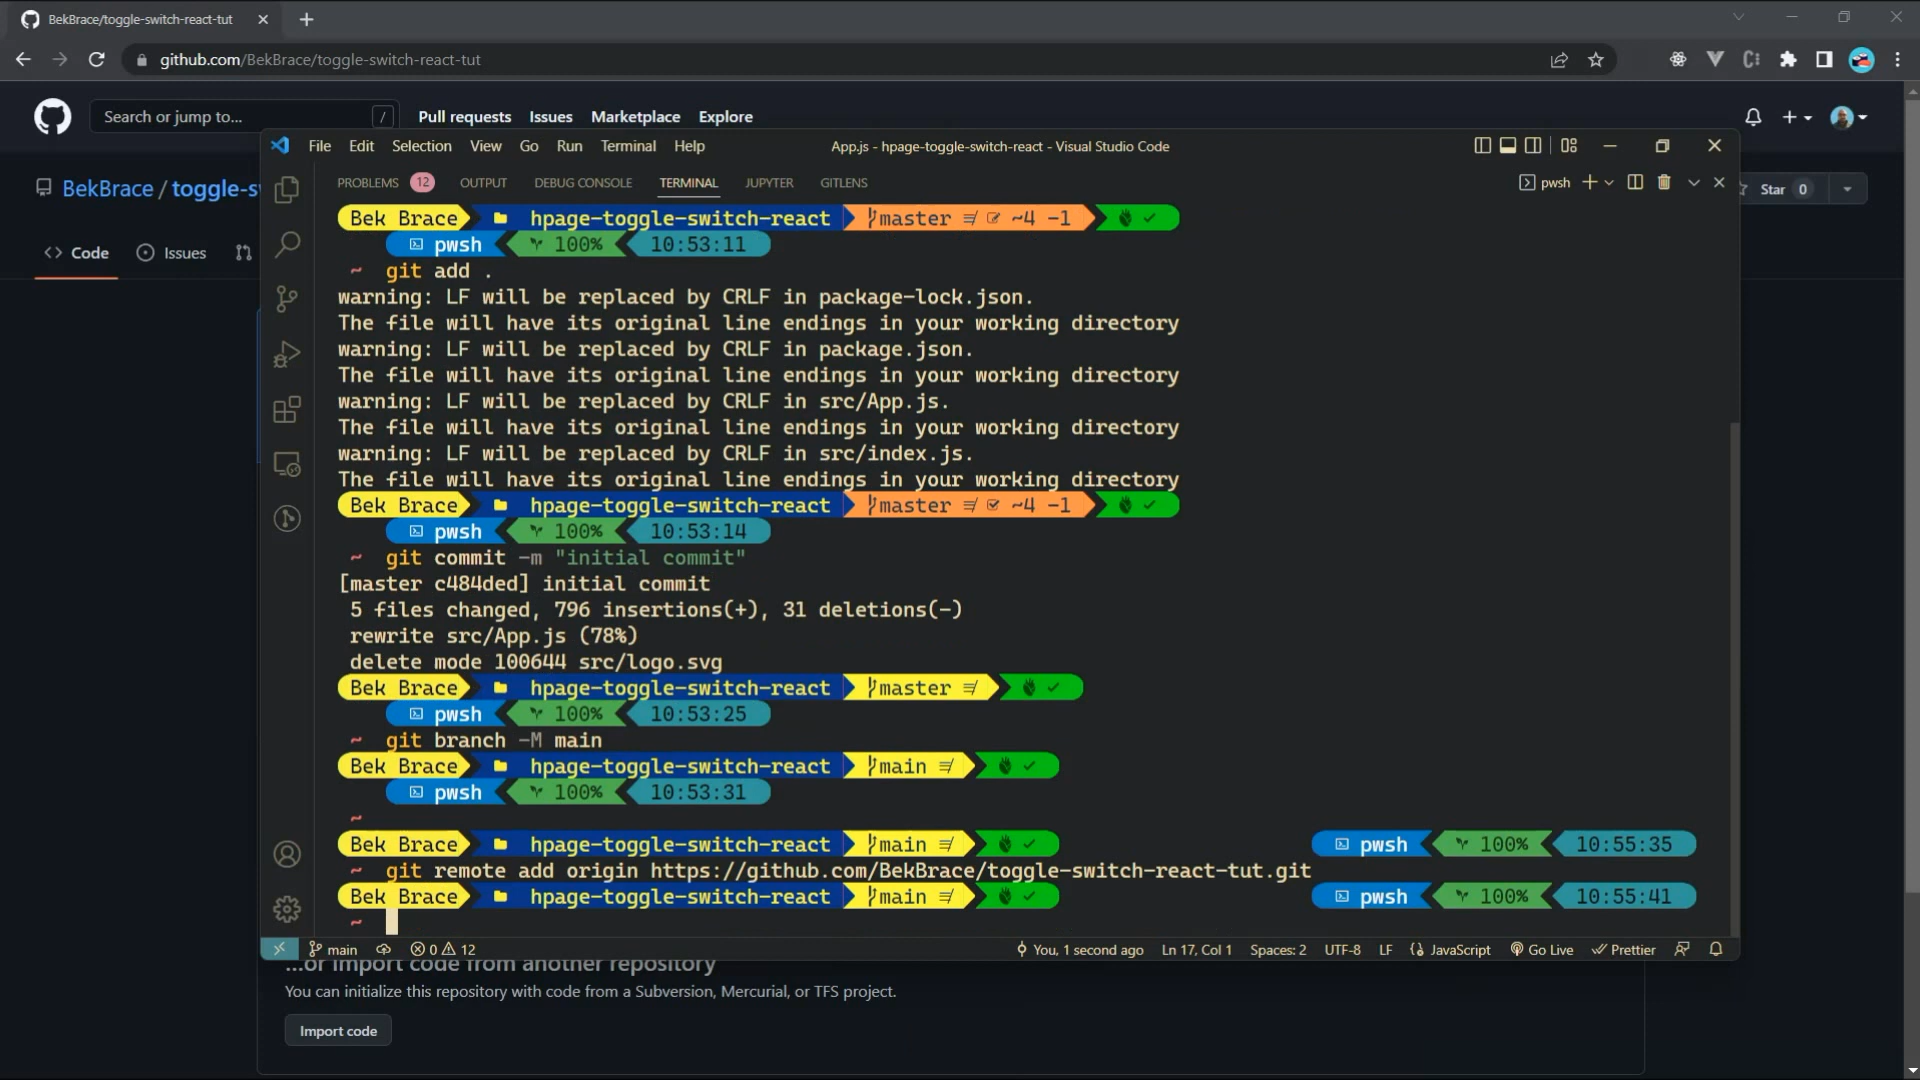 BekBrace/toggle-switch-react-tut
github.com/BekBrace/toggle-switch-react-tut
Search or jump to... /
Pull requests Issues Marketplace Explore
BekBrace / toggle-s
Star 0
Code Issues
File Edit Selection View Go Run Terminal Help
App.js - hpage-toggle-switch-react - Visual Studio Code
PROBLEMS 12 OUTPUT DEBUG CONSOLE TERMINAL JUPYTER GITLENS
pwsh
Bek Brace hpage-toggle-switch-react master ≢ ~4 -1 ✓
pwsh 100% 10:53:11
~ git add .
warning: LF will be replaced by CRLF in package-lock.json.
The file will have its original line endings in your working directory
warning: LF will be replaced by CRLF in package.json.
The file will have its original line endings in your working directory
warning: LF will be replaced by CRLF in src/App.js.
The file will have its original line endings in your working directory
warning: LF will be replaced by CRLF in src/index.js.
The file will have its original line endings in your working directory
Bek Brace hpage-toggle-switch-react master ≢ ~4 -1 ✓
pwsh 100% 10:53:14
~ git commit -m "initial commit"
[master c484ded] initial commit
5 files changed, 796 insertions(+), 31 deletions(-)
rewrite src/App.js (78%)
delete mode 100644 src/logo.svg
Bek Brace hpage-toggle-switch-react master ≢ ✓
pwsh 100% 10:53:25
~ git branch -M main
Bek Brace hpage-toggle-switch-react main ≢ ✓
pwsh 100% 10:53:31
~
Bek Brace hpage-toggle-switch-react main ≢ ✓ pwsh 100% 10:55:35
~ git remote add origin https://github.com/BekBrace/toggle-switch-react-tut.git
Bek Brace hpage-toggle-switch-react main ≢ ✓ pwsh 100% 10:55:41
~
main 0 12 You, 1 second ago Ln 17, Col 1 Spaces: 2 UTF-8 LF JavaScript Go Live Prettier
...or import code from another repository
You can initialize this repository with code from a Subversion, Mercurial, or TFS project.
Import code